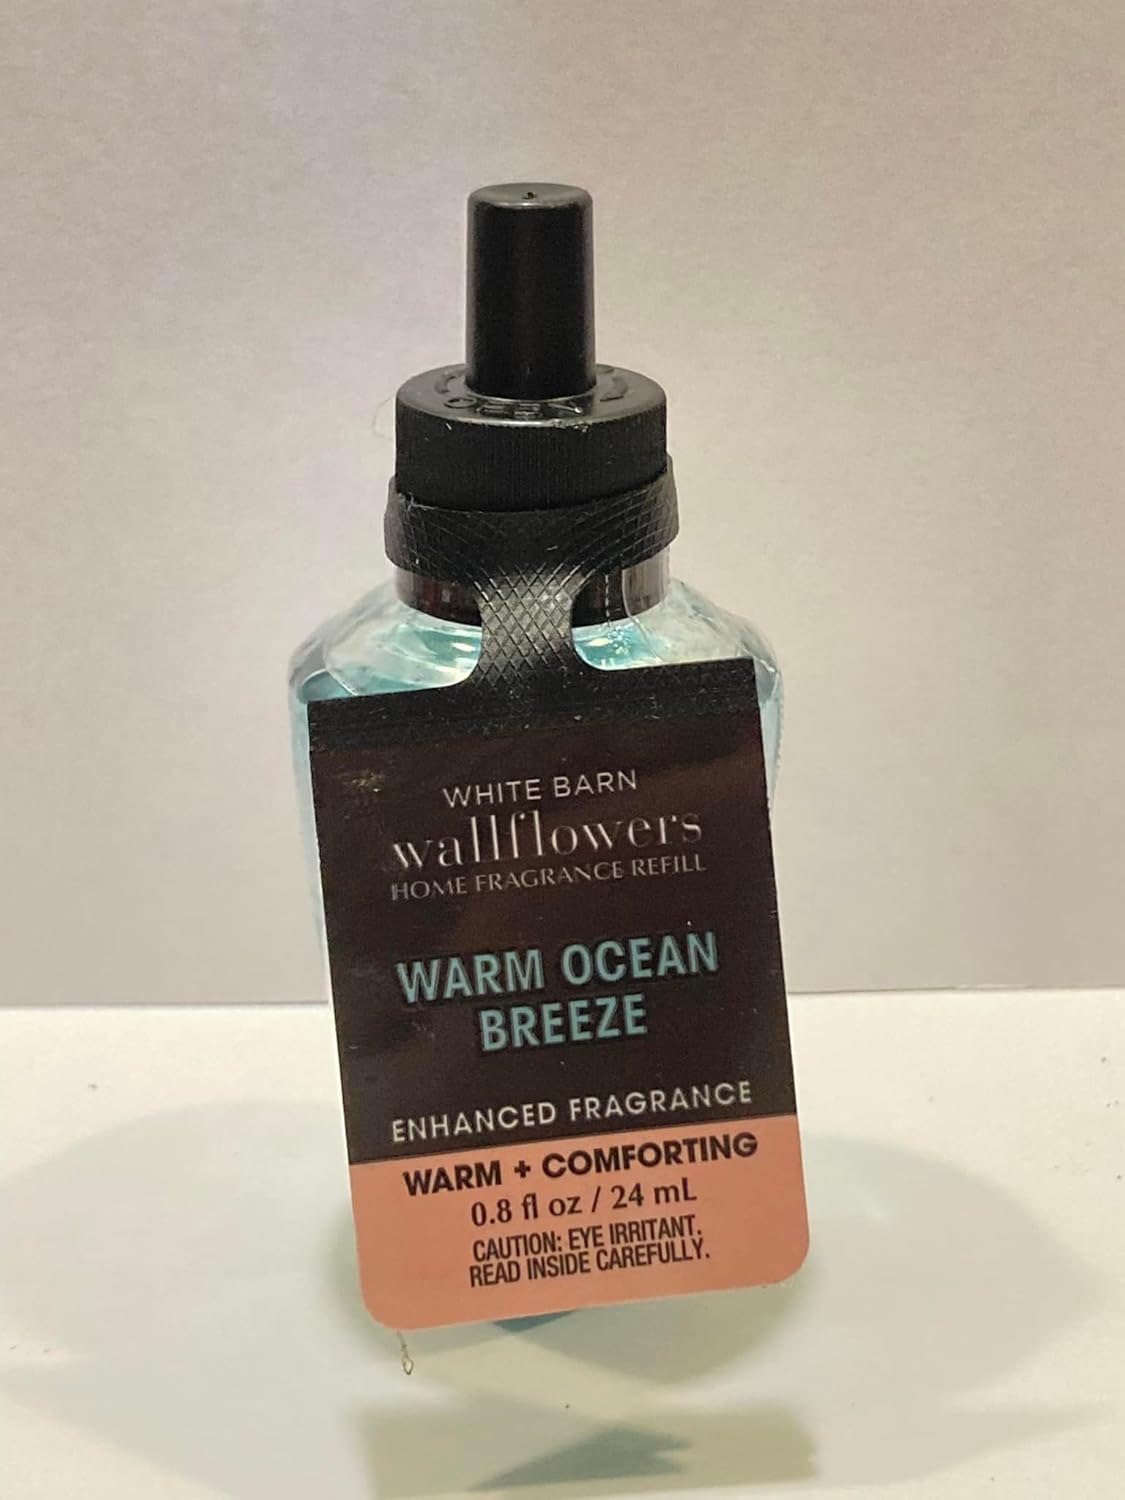 WHITE BARN
wallflowers
HOME FRAGRANCE REFILL
WARM OCEAN
BREEZE
ENHANCED FRAGRANCE
WARM + COMFORTING
0.8 fl oz / 24 mL
CAUTION: EYE IRRITANT.
READ INSIDE CAREFULLY.